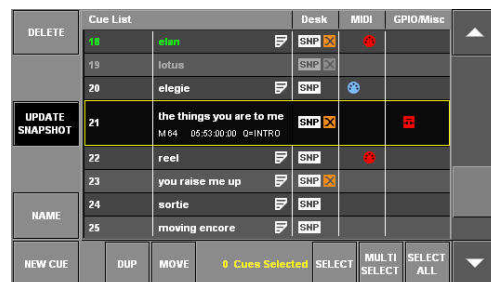 DELETE
Cue List Desk MIDI GPIO/Misc
18 elan SNP
19 lotus SNP
20 elegie SNP
UPDATE SNAPSHOT
21 the things you are to me SNP
M 64 05:53:00:00 Q=INTRO
22 reel SNP
23 you raise me up SNP
NAME
24 sortie SNP
25 moving encore SNP
NEW CUE DUP MOVE 0 Cues Selected SELECT MULTI SELECT SELECT ALL